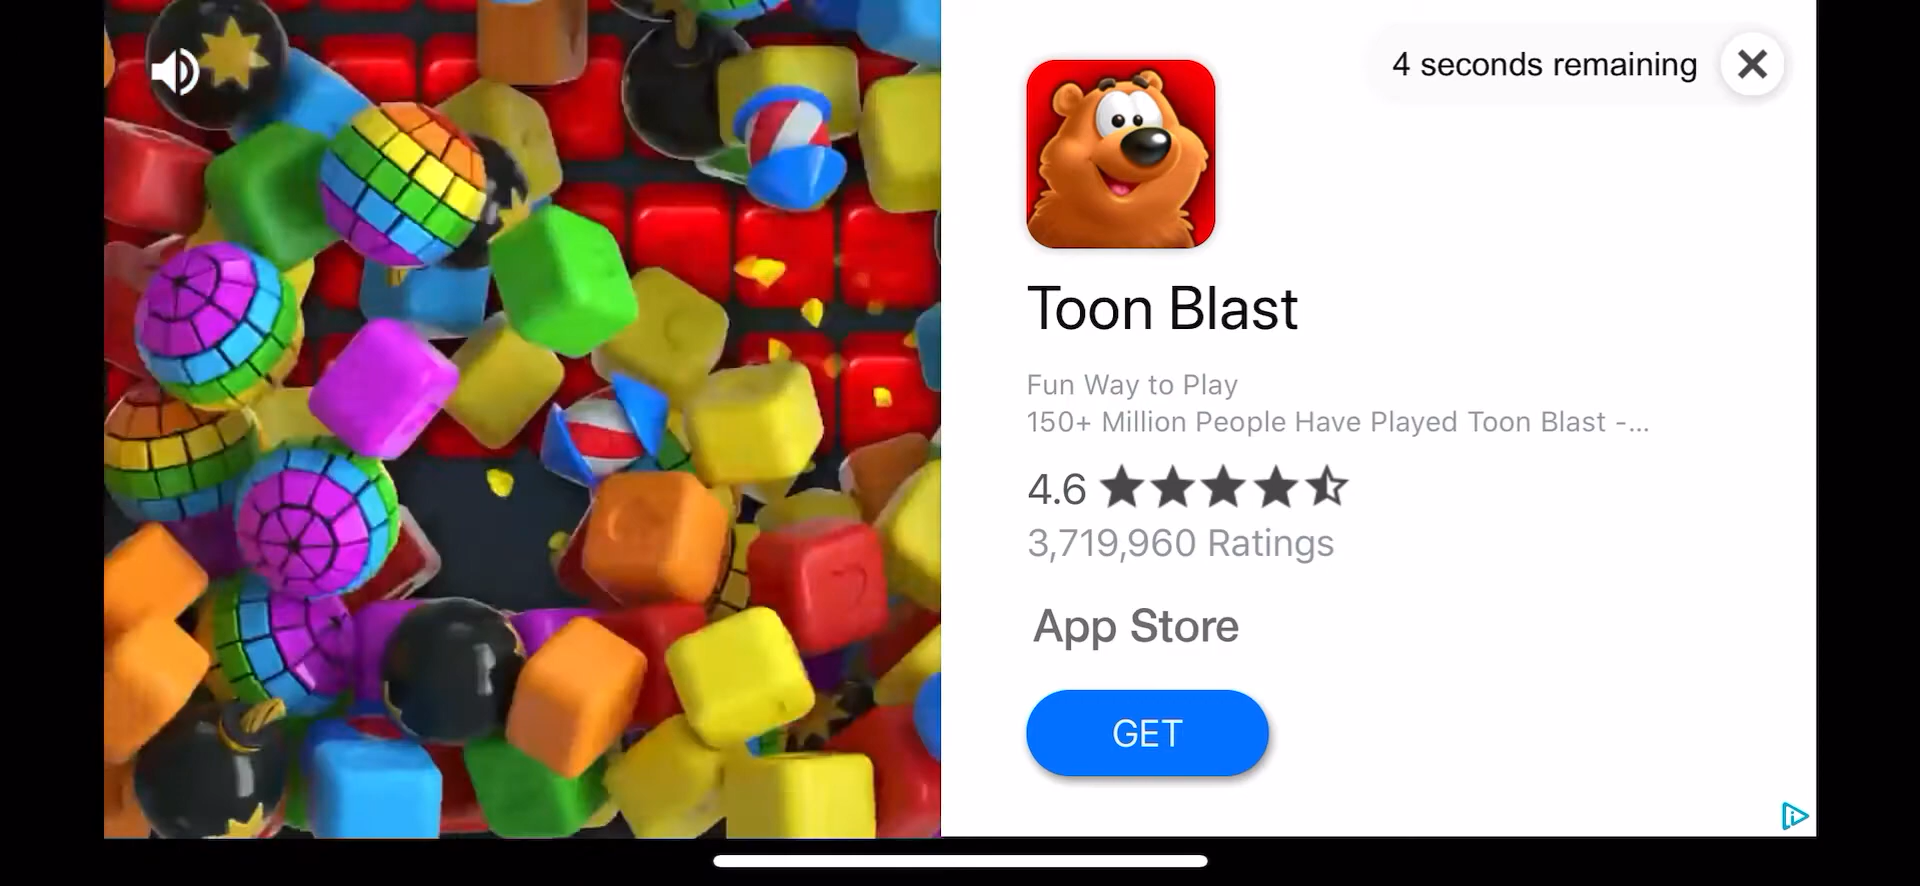 4 seconds remaining
Toon Blast
Fun Way to Play
150+ Million People Have Played Toon Blast -...
4.6
3,719,960 Ratings
App Store
GET